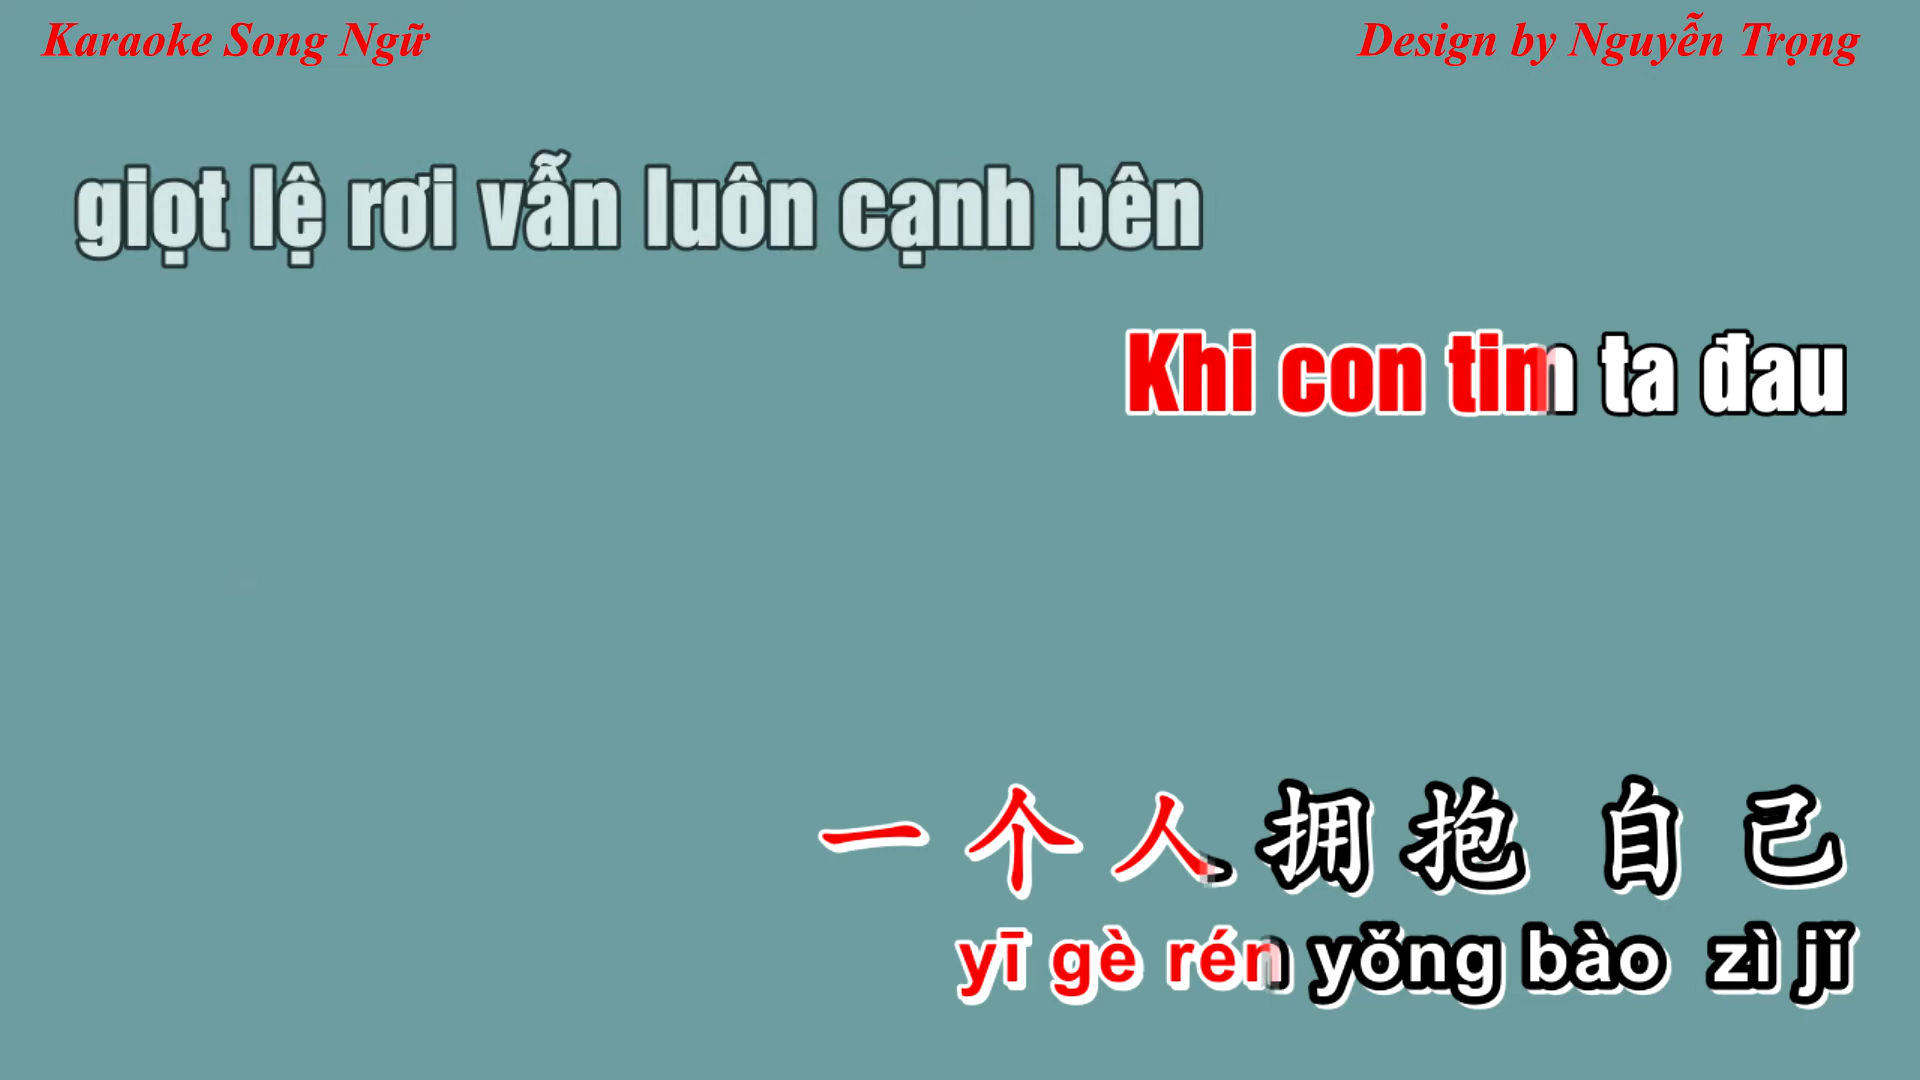 Karaoke Song Ngữ
Design by Nguyễn Trọng
giọt lệ rơi vẫn luôn cạnh bên
Khi con tim ta đau
一个人拥抱 自己
yī gè rén yǒng bào zì jǐ